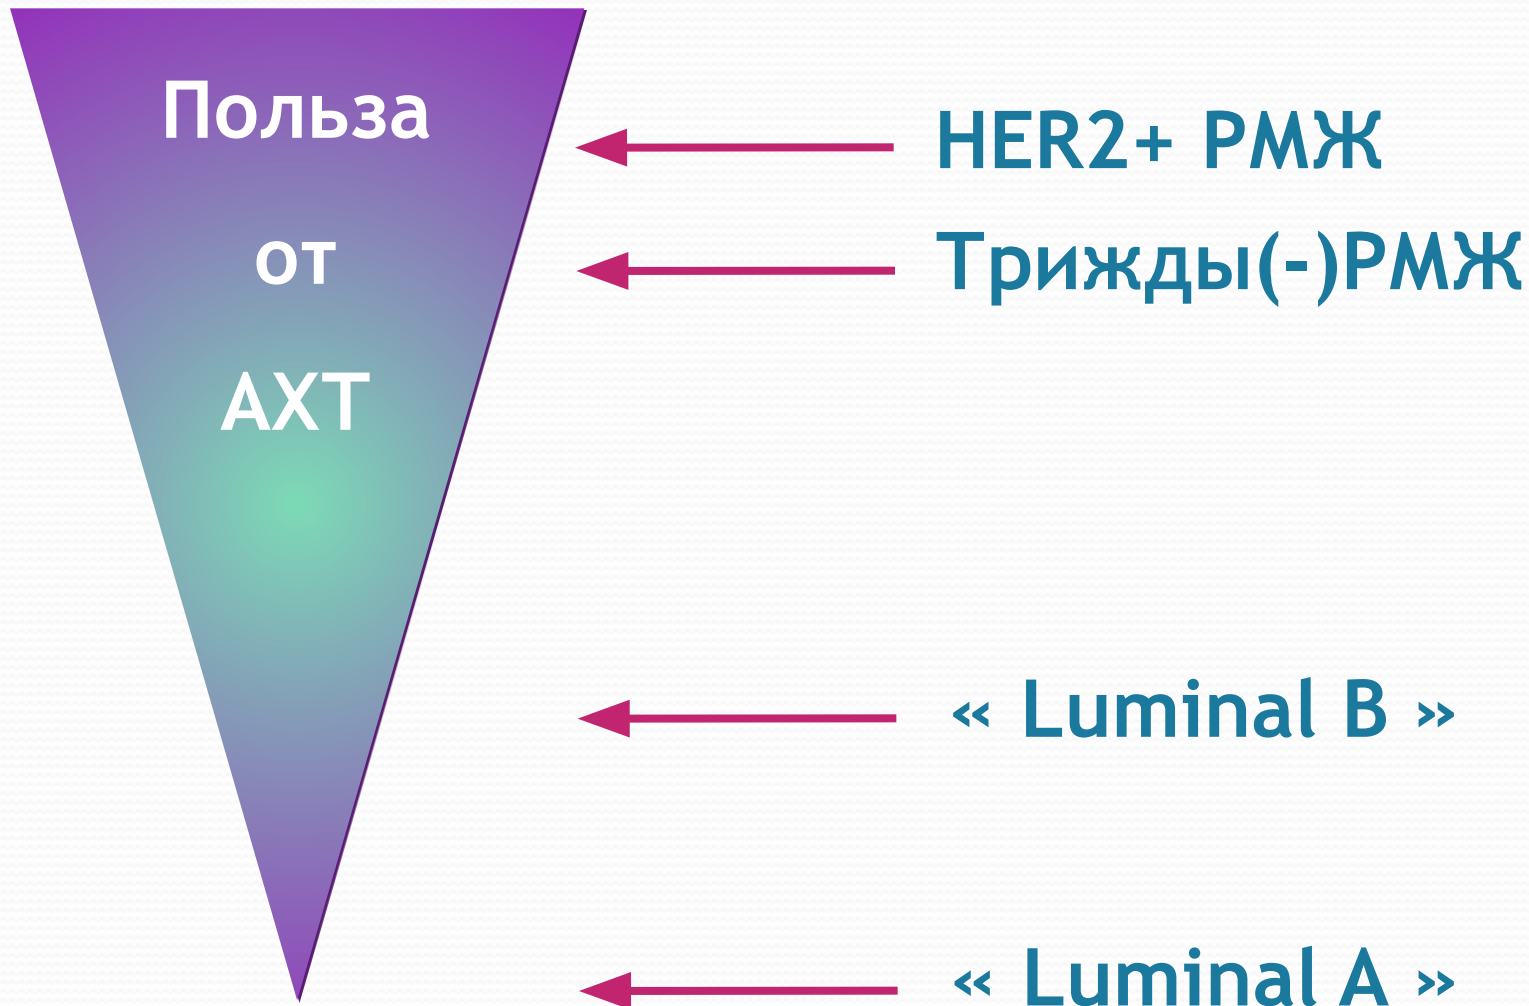 Польза
от
АХТ
HER2+ РМЖ
Трижды(-)РМЖ
« Luminal B »
« Luminal A »